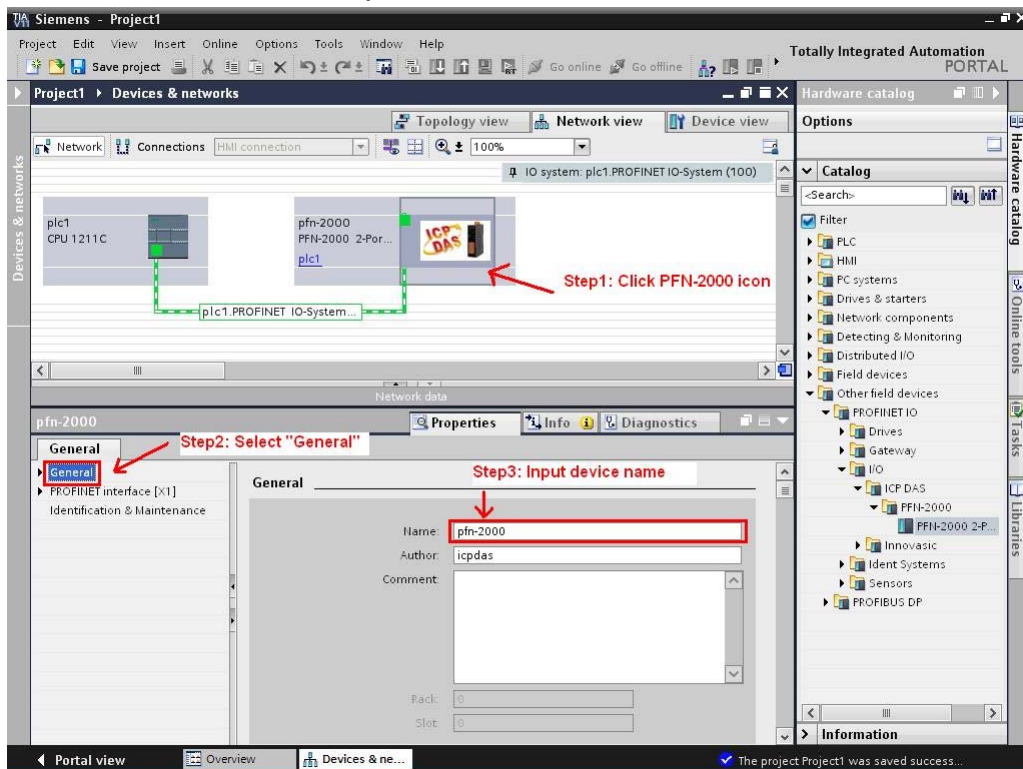 Siemens - Project1
Project Edit View Insert Online Options Tools Window Help
Totally Integrated Automation
PORTAL
Save project
Go online
Go offline
Project1 ▸ Devices & networks
Hardware catalog
Topology view
Network view
Device view
Options
Network
Connections
HMI connection
100%
IO system: plc1.PROFINET IO-System (100)
Catalog
<Search>
Filter
plc1
CPU 1211C
pfn-2000
PFN-2000 2-Por...
plc1
ICP
DAS
Step1: Click PFN-2000 icon
plc1.PROFINET IO-System...
PLC
HMI
PC systems
Drives & starters
Network components
Detecting & Monitoring
Distributed I/O
Field devices
Other field devices
PROFINET IO
Drives
Gateway
I/O
ICP DAS
PFN-2000
PFN-2000 2-P...
Innovasic
Ident Systems
Sensors
PROFIBUS DP
Information
Devices & networks
Hardware catalog
Online tools
Tasks
Libraries
Network data
pfn-2000
Properties
Info
Diagnostics
General
Step2: Select "General"
General
PROFINET interface [X1]
Identification & Maintenance
General
Step3: Input device name
Name:
pfn-2000
Author:
icpdas
Comment:
Rack:
0
Slot:
0
Portal view
Overview
Devices & ne...
The project Project1 was saved success...